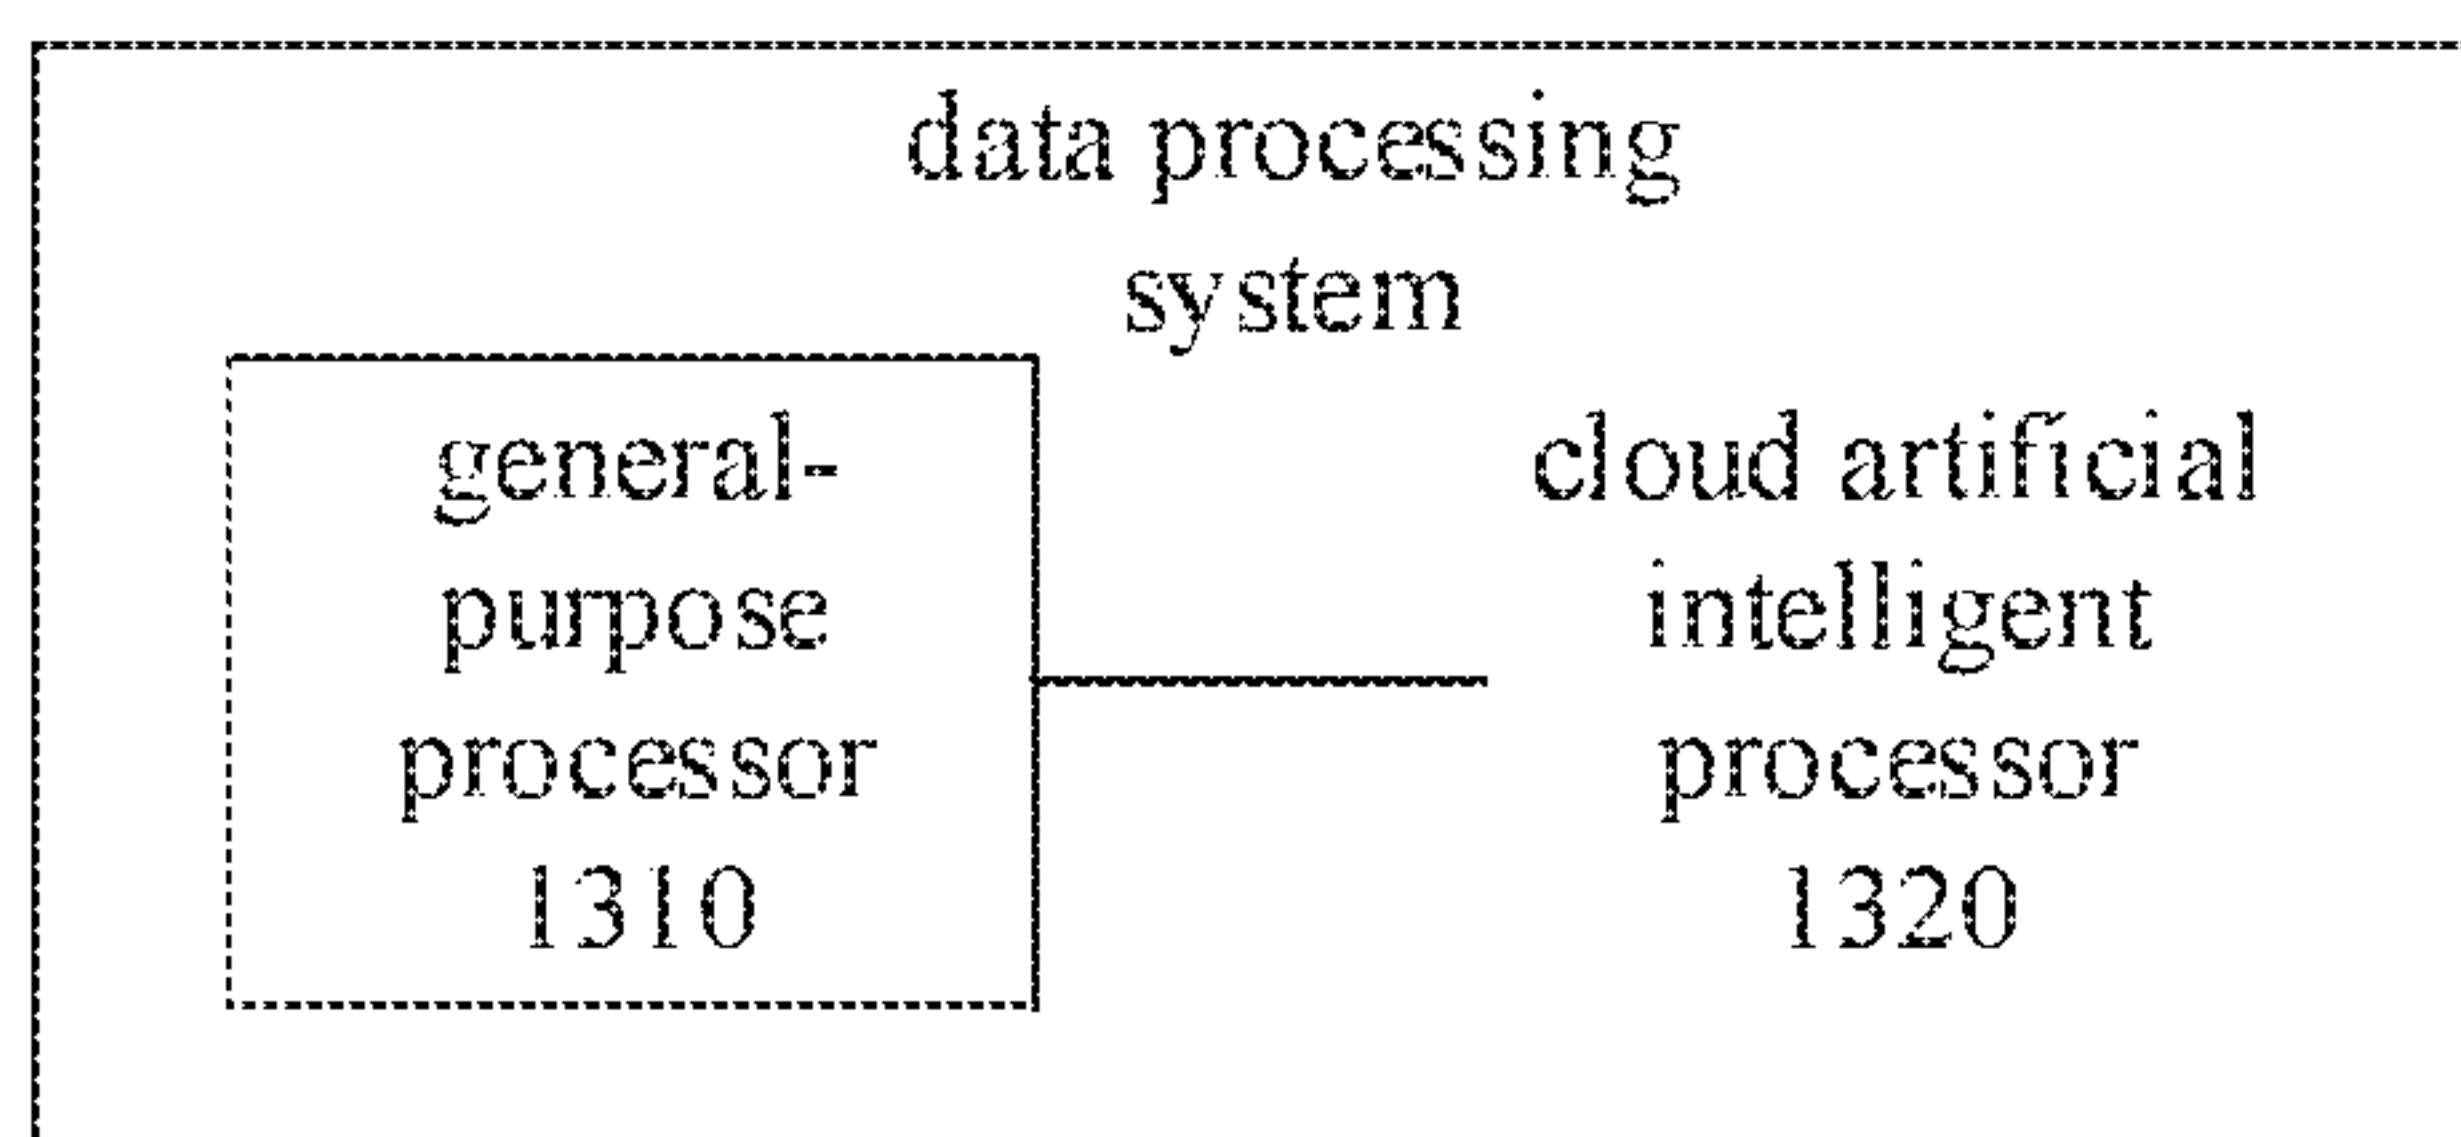 data processing
system
general-
purpose
processor
1310
cloud artificial
intelligent
processor
1320